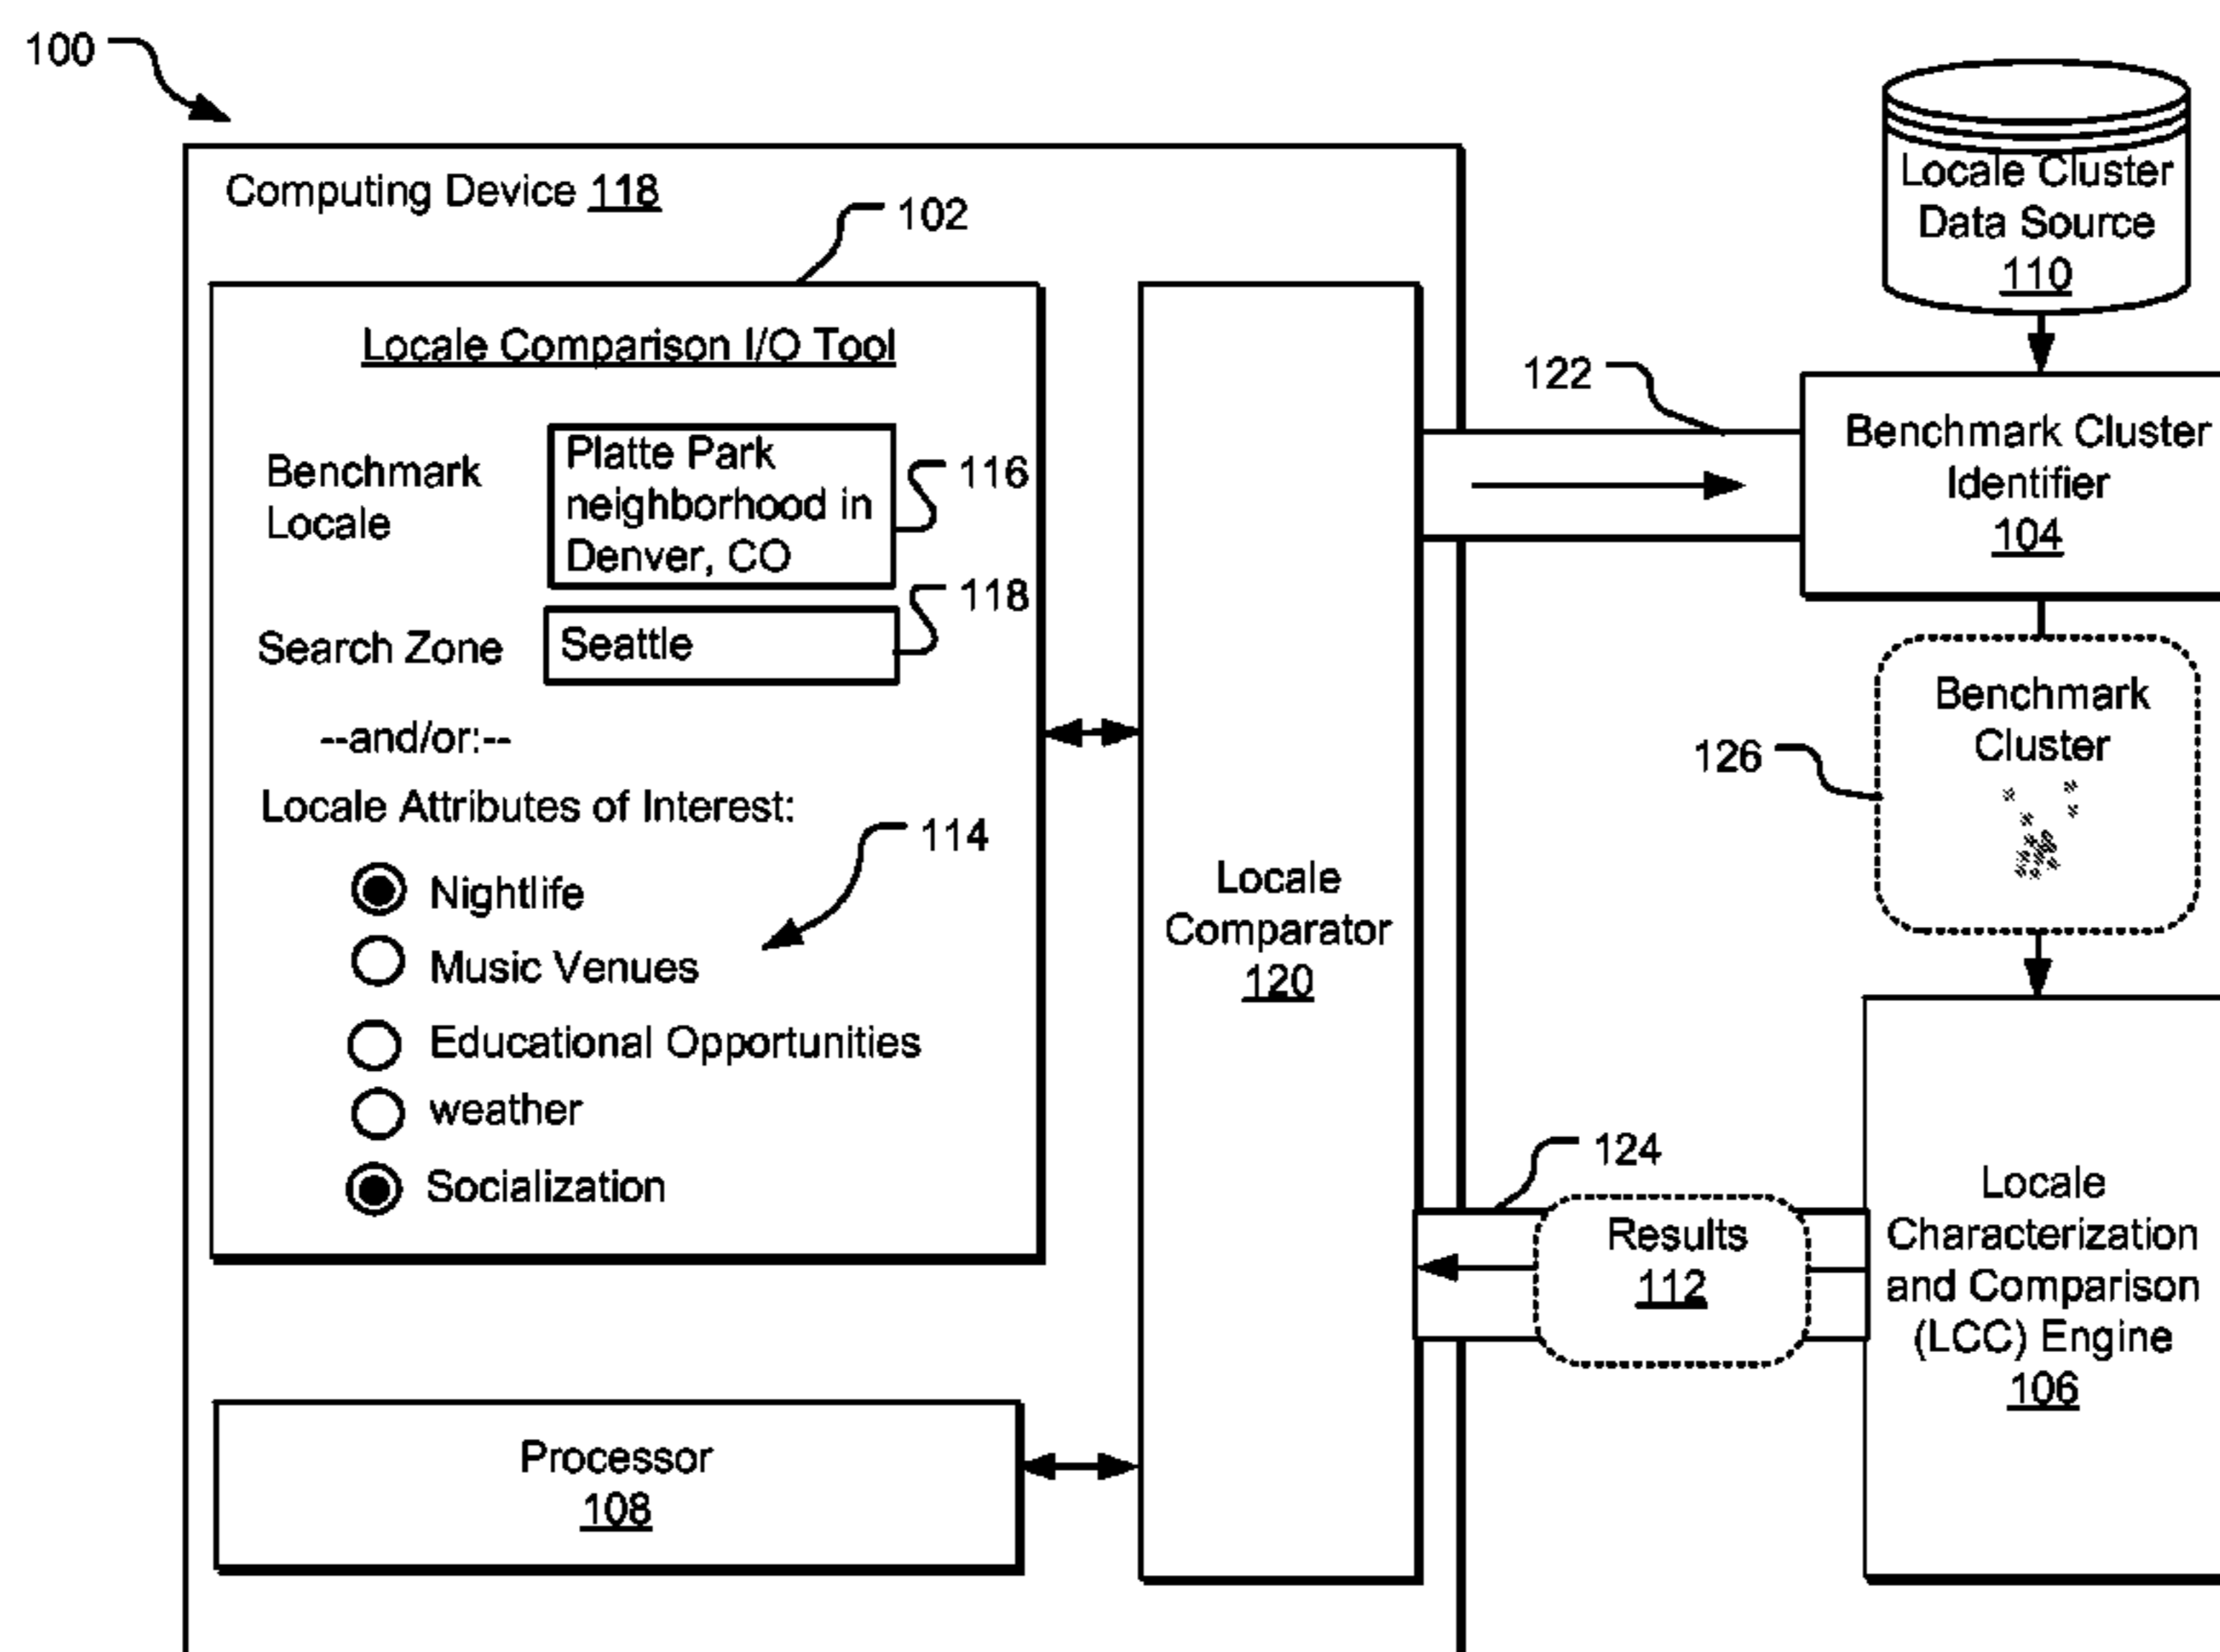 100
Computing Device 118
102
Locale Comparison I/O Tool
Benchmark
Locale
Platte Park
neighborhood in
Denver, CO
116
Search Zone
Seattle
118
--and/or:--
Locale Attributes of Interest:
114
Nightlife
Music Venues
Educational Opportunities
weather
Socialization
Processor
108
Locale
Comparator
120
Locale Cluster
Data Source
110
122
Benchmark Cluster
Identifier
104
Benchmark
Cluster
126
124
Results
112
Locale
Characterization
and Comparison
(LCC) Engine
106